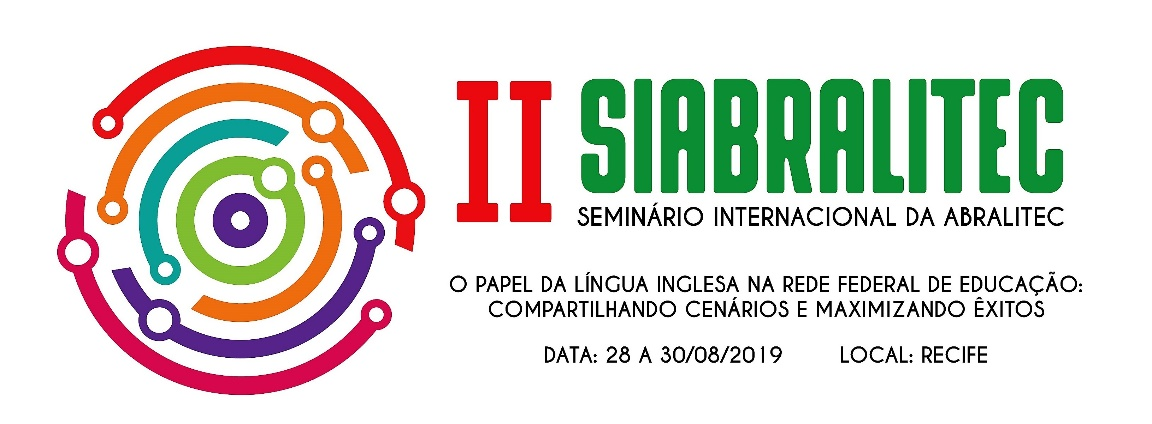 II SIABRALITEC
SEMINÁRIO INTERNACIONAL DA ABRALITEC
O PAPEL DA LÍNGUA INGLESA NA REDE FEDERAL DE EDUCAÇÃO:
COMPARTILHANDO CENÁRIOS E MAXIMIZANDO ÊXITOS
DATA: 28 A 30/08/2019 LOCAL: RECIFE